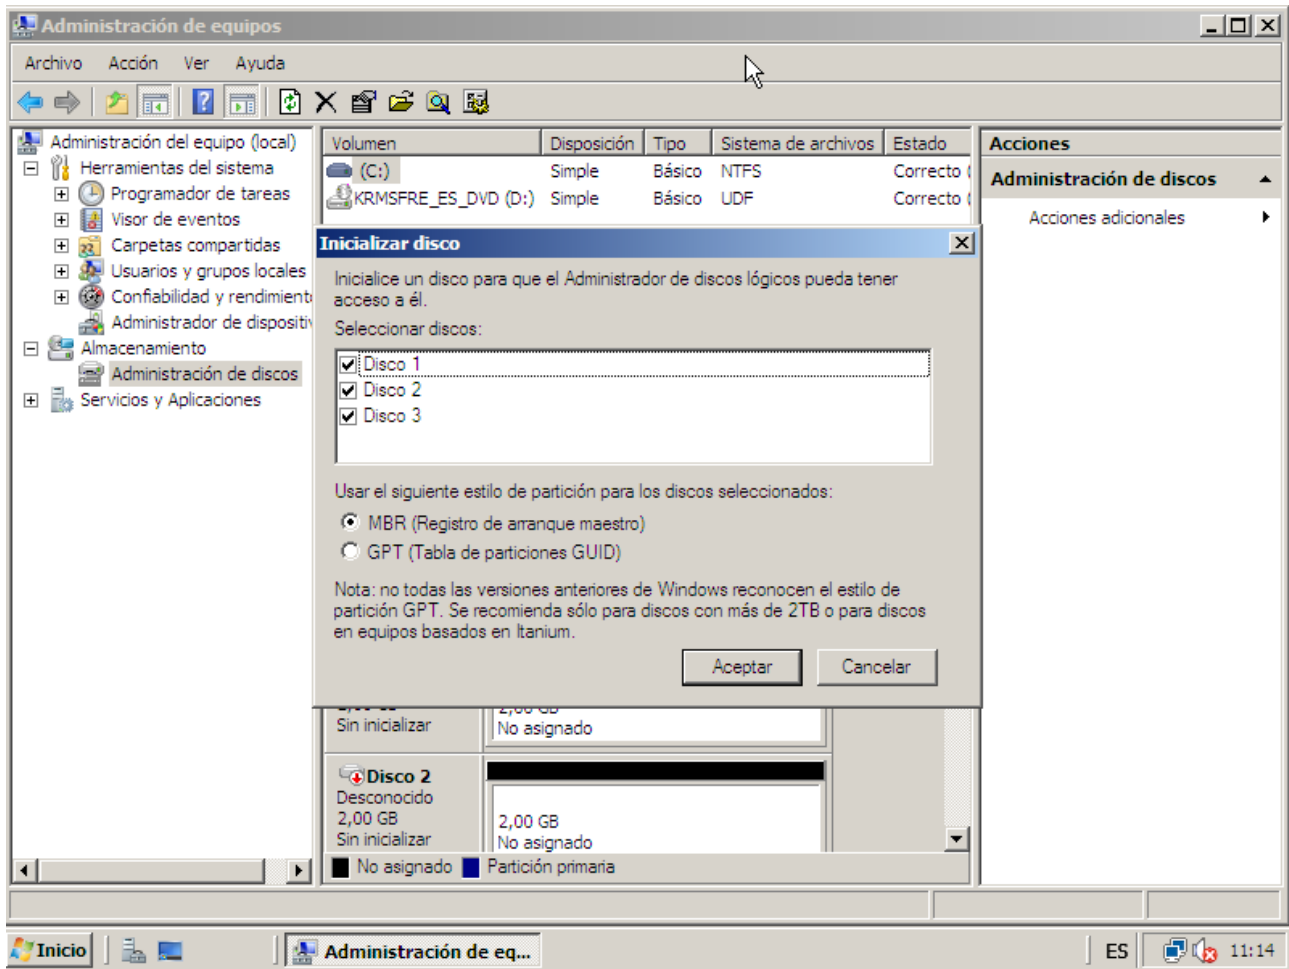 Administración de equipos
Archivo Acción Ver Ayuda
Administración del equipo (local)
Herramientas del sistema
Programador de tareas
Visor de eventos
Carpetas compartidas
Usuarios y grupos locales
Confiabilidad y rendimient
Administrador de dispositiv
Almacenamiento
Administración de discos
Servicios y Aplicaciones
Volumen Disposición Tipo Sistema de archivos Estado
(C:) Simple Básico NTFS Correcto (
KRMSFRE_ES_DVD (D:) Simple Básico UDF Correcto (
Acciones
Administración de discos
Acciones adicionales
Inicializar disco
Inicialice un disco para que el Administrador de discos lógicos pueda tener
acceso a él.
Seleccionar discos:
Disco 1
Disco 2
Disco 3
Usar el siguiente estilo de partición para los discos seleccionados:
MBR (Registro de arranque maestro)
GPT (Tabla de particiones GUID)
Nota: no todas las versiones anteriores de Windows reconocen el estilo de
partición GPT. Se recomienda sólo para discos con más de 2TB o para discos
en equipos basados en Itanium.
Aceptar Cancelar
2,00 GB 2,00 GB
Sin inicializar No asignado
Disco 2
Desconocido
2,00 GB 2,00 GB
Sin inicializar No asignado
No asignado Partición primaria
Inicio Administración de eq... ES 11:14